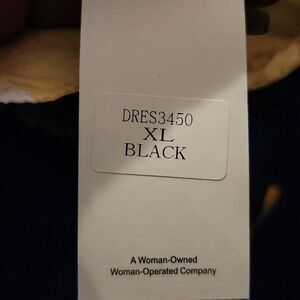 DRES3450
XL
BLACK
A Woman-Owned
Woman-Operated Company